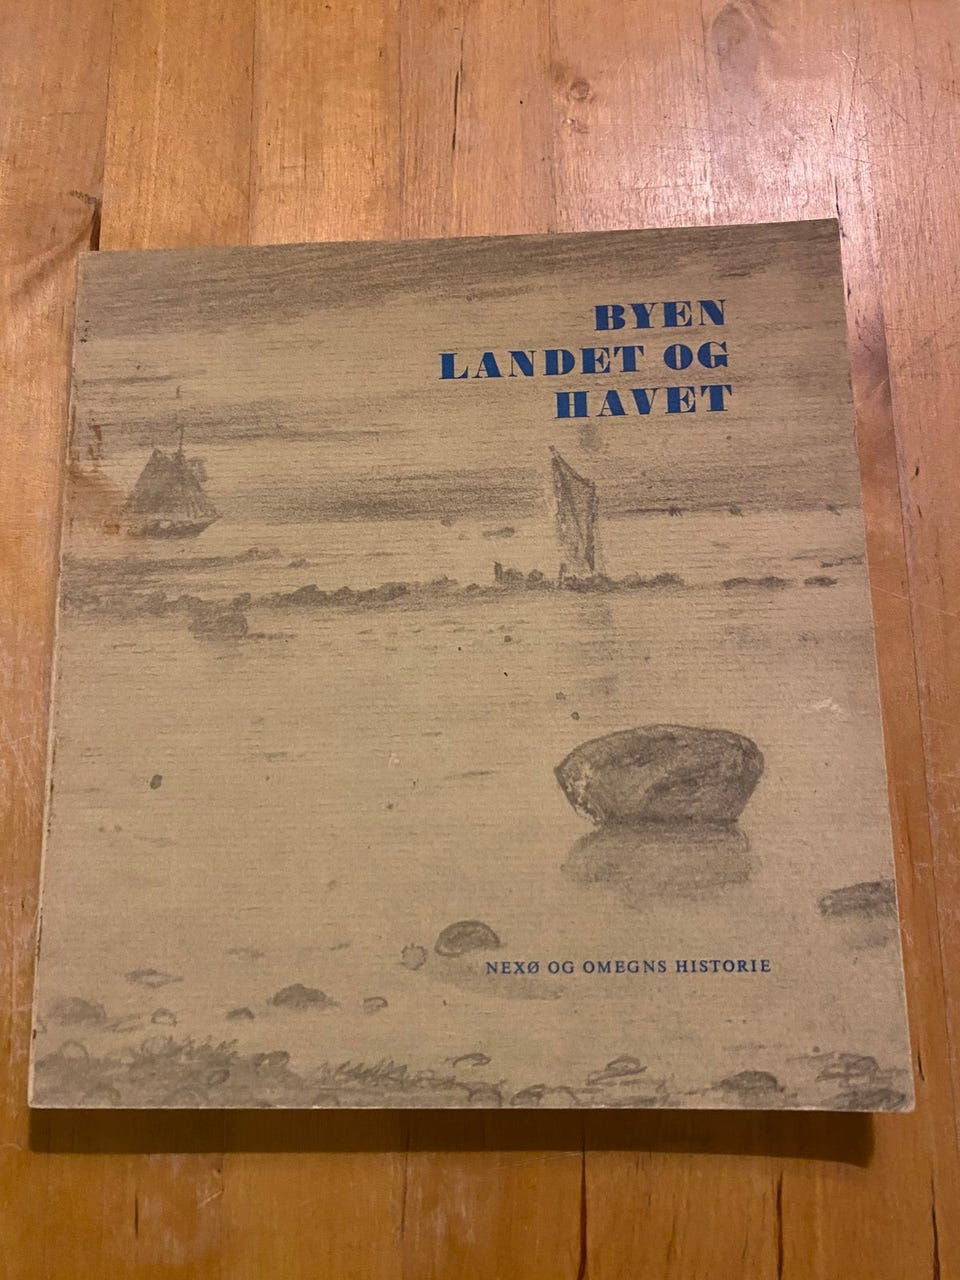 BYEN
LANDET OG
HAVET
NEXØ OG OMEGNS HISTORIE